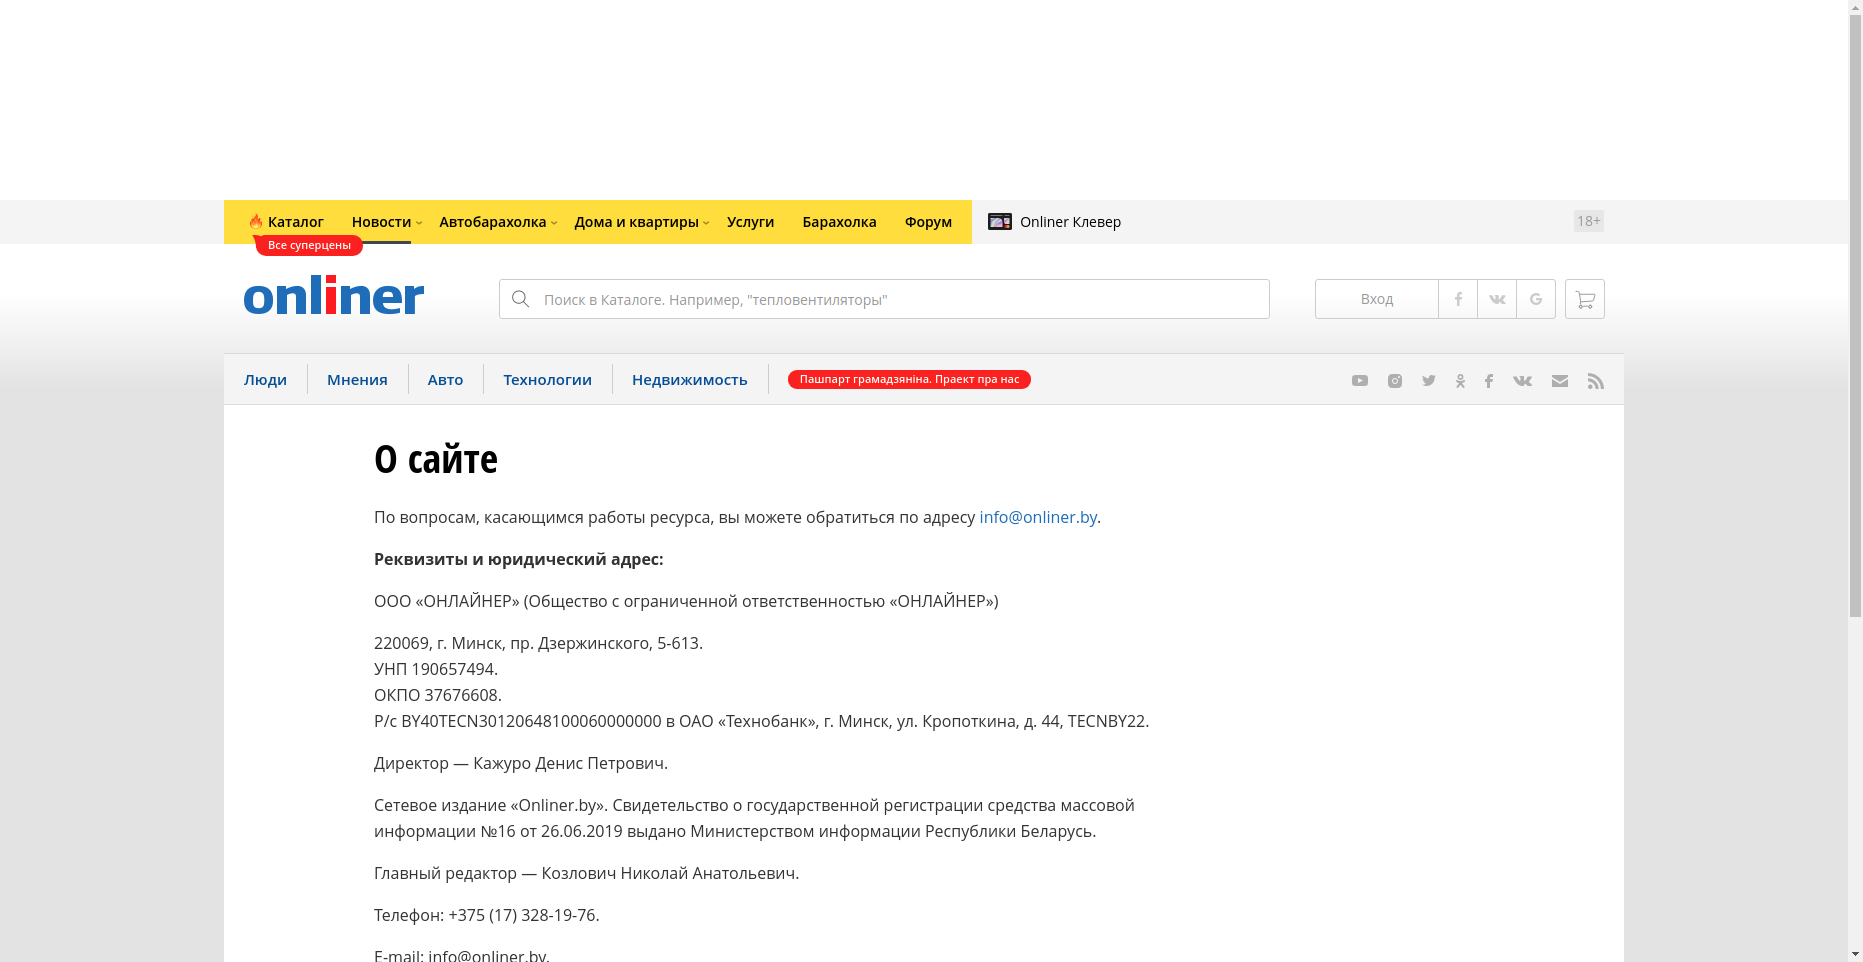 Каталог Новости Автобарахолка Дома и квартиры Услуги Барахолка Форум Onliner Клевер 18+
Все суперцены
onliner
Поиск в Каталоге. Например, "тепловентиляторы"
Вход
Люди Мнения Авто Технологии Недвижимость Пашпарт грамадзяніна. Праект пра нас
О сайте
По вопросам, касающимся работы ресурса, вы можете обратиться по адресу info@onliner.by.
Реквизиты и юридический адрес:
ООО «ОНЛАЙНЕР» (Общество с ограниченной ответственностью «ОНЛАЙНЕР»)
220069, г. Минск, пр. Дзержинского, 5-613.
УНП 190657494.
ОКПО 37676608.
Р/с BY40TECN30120648100060000000 в ОАО «Технобанк», г. Минск, ул. Кропоткина, д. 44, TECNBY22.
Директор — Кажуро Денис Петрович.
Сетевое издание «Onliner.by». Свидетельство о государственной регистрации средства массовой
информации №16 от 26.06.2019 выдано Министерством информации Республики Беларусь.
Главный редактор — Козлович Николай Анатольевич.
Телефон: +375 (17) 328-19-76.
E-mail: info@onliner.by.